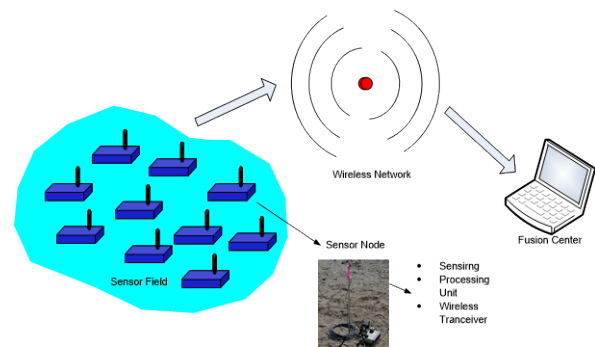 Wireless Network
Fusion Center
Sensor Node
Sensor Field
• Sensirng
• Processing
Unit
• Wireless
Tranceiver